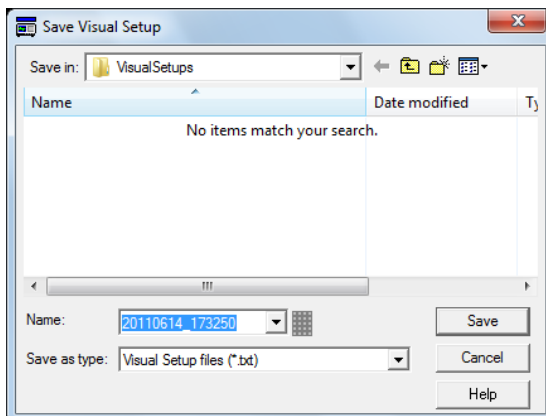 Save Visual Setup
Save in: VisualSetups
Name Date modified Ty
No items match your search.
Name: 20110614_173250 Save
Save as type: Visual Setup files (*.txt) Cancel
Help